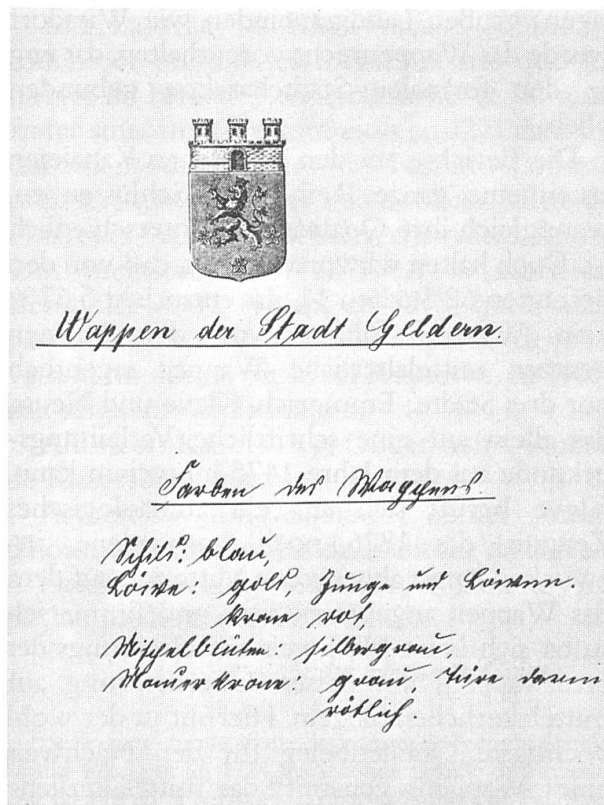 Wappen der Stadt Geldern.
Farben des Wappens.
Schild: blau,
Löwe: gold, Zunge und Löwen-
krone rot,
Mispelblüten: silbergrau,
Mauerkrone: grau, Türe darin
rötlich.